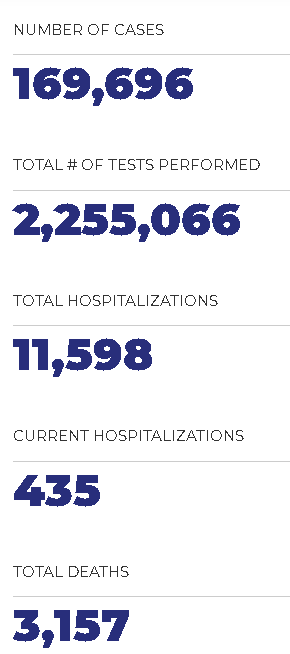 NUMBER OF CASES
169,696
TOTAL # OF TESTS PERFORMED
2,255,066
TOTAL HOSPITALIZATIONS
11,598
CURRENT HOSPITALIZATIONS
435
TOTAL DEATHS
3,157